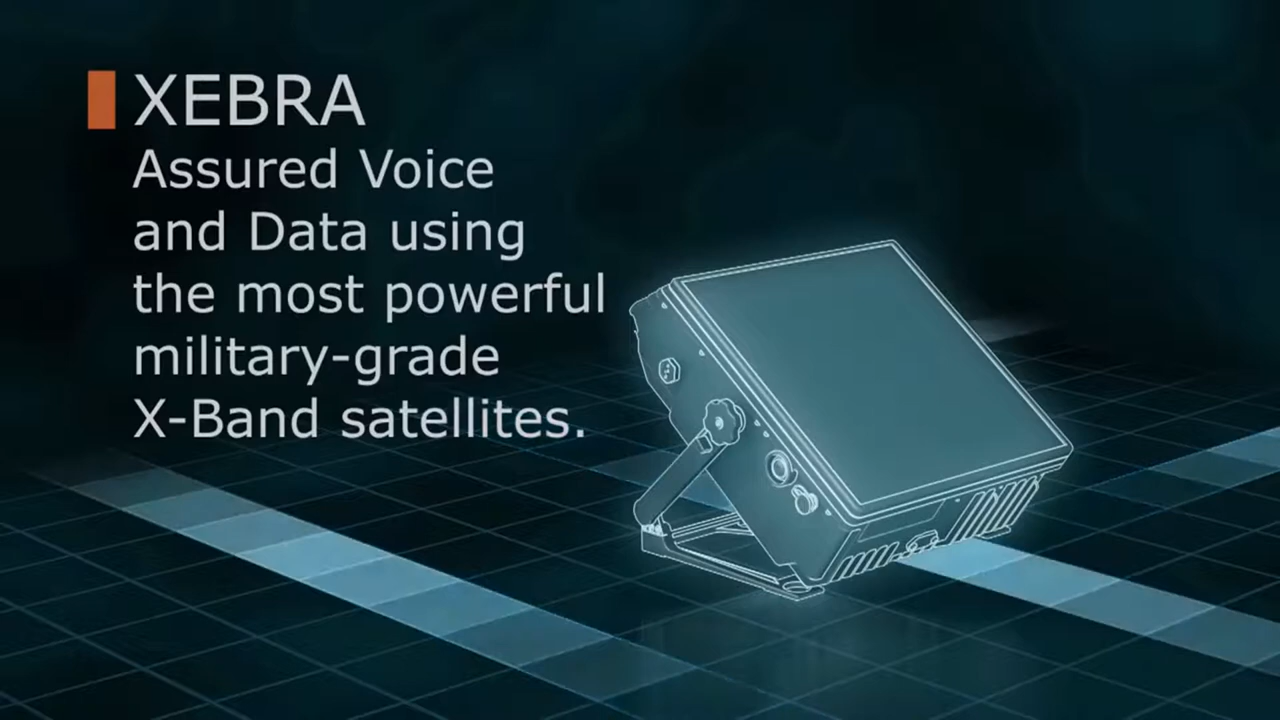 XEBRA
Assured Voice
and Data using
the most powerful
military-grade
X-Band satellites.